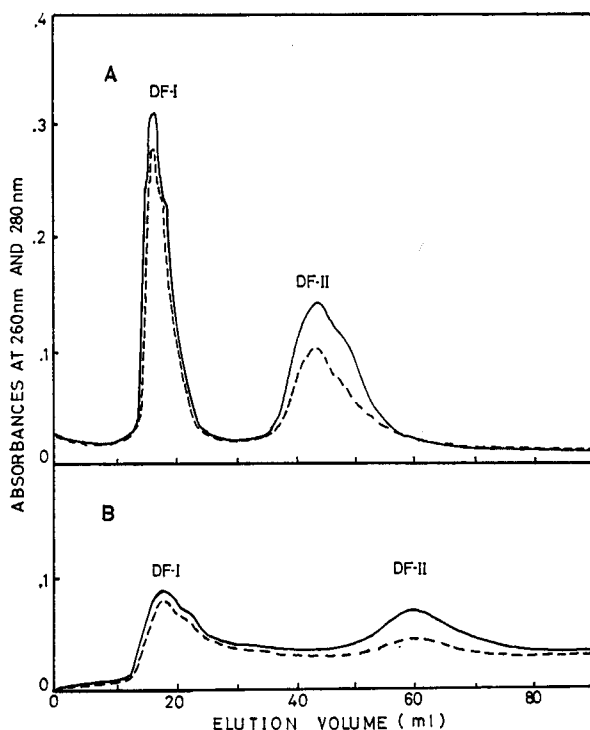 .4
A
DF-I
.3
.2
DF-II
.1
0
B
DF-I
DF-II
.1
0
0 20 40 60 80
ELUTION VOLUME (ml)
ABSORBANCES AT 260nm AND 280nm